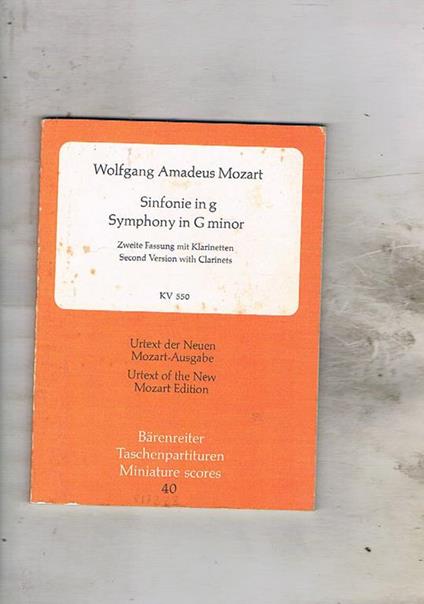 Wolfgang Amadeus Mozart
Sinfonie in g
Symphony in G minor
Zweite Fassung mit Klarinetten
Second Version with Clarinets
KV 550
Urtext der Neuen
Mozart-Ausgabe
Urtext of the New
Mozart Edition
Bärenreiter
Taschenpartituren
Miniature scores
40